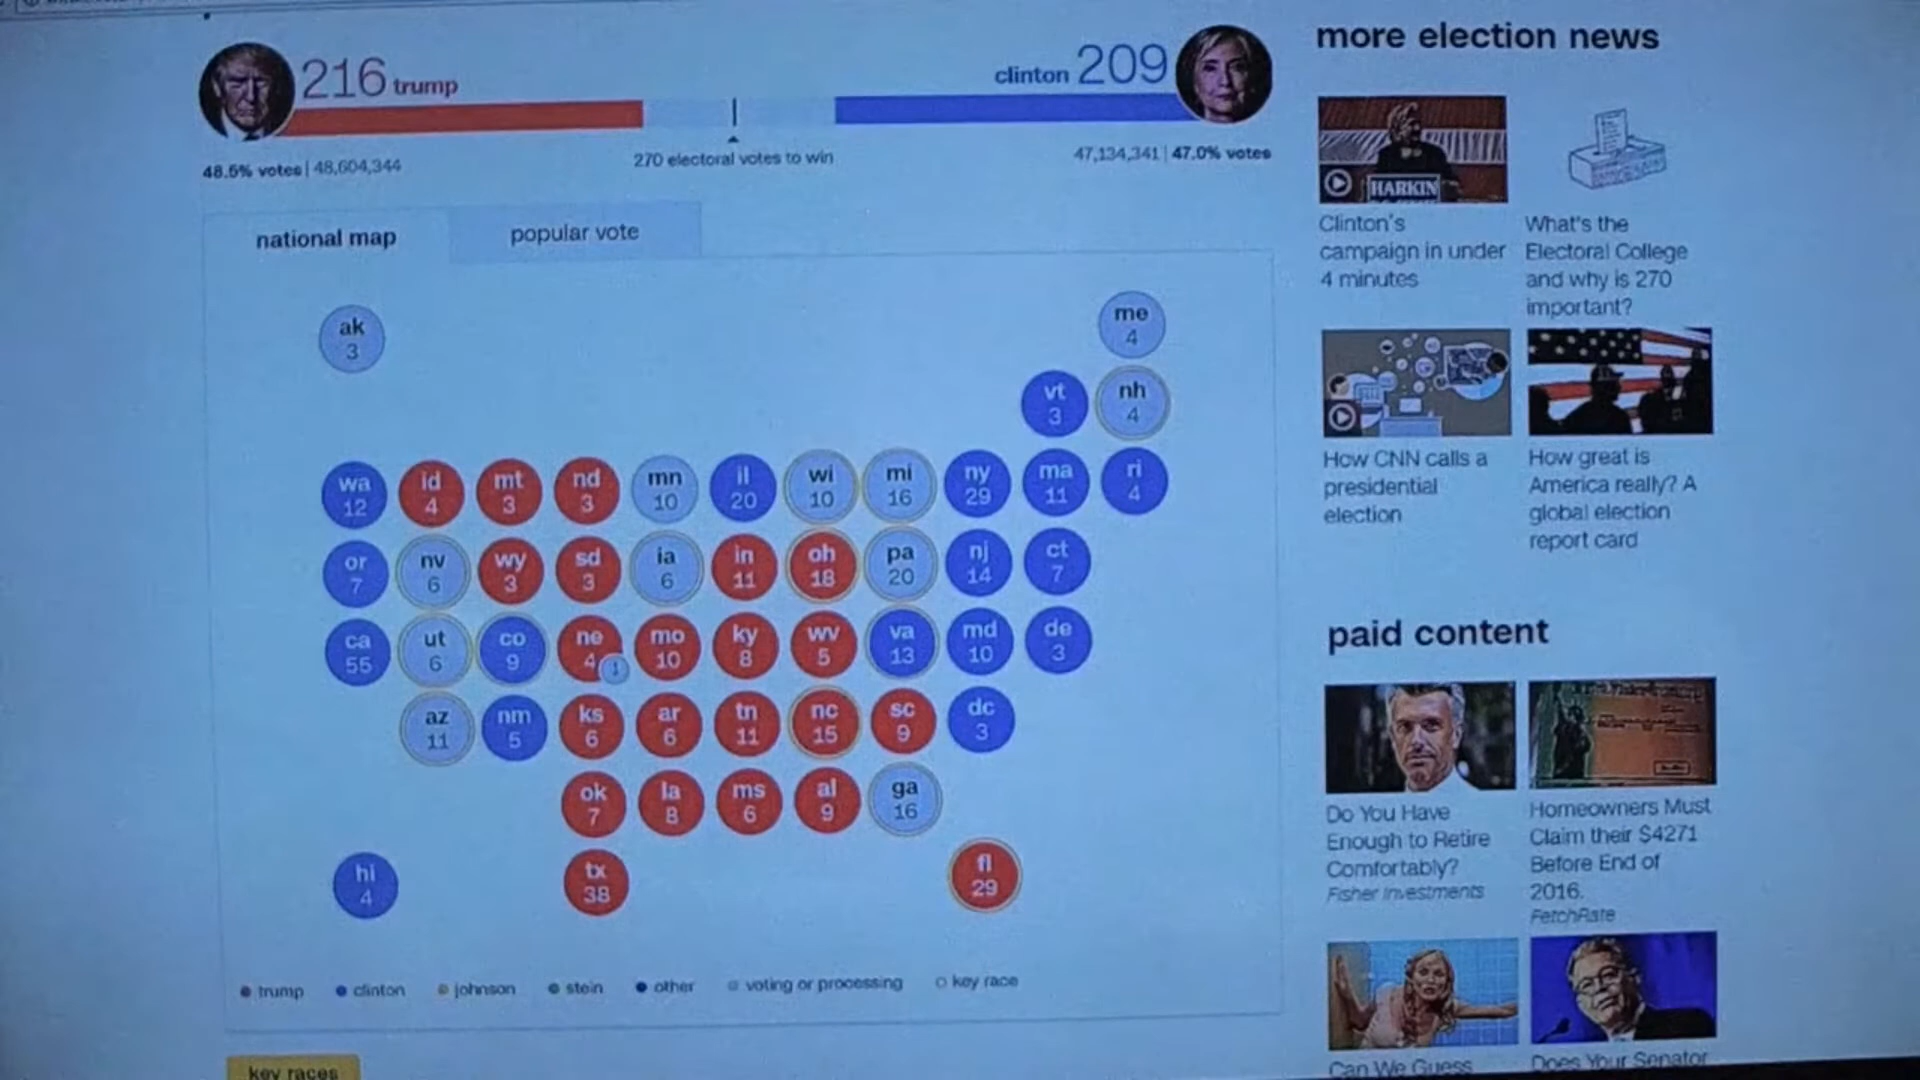 216 trump
clinton 209
48.5% votes | 48,604,344
270 electoral votes to win
47,134,341 | 47.0% votes
national map
popular vote
ak
3
me
4
vt
3
nh
4
wa
12
id
4
mt
3
nd
3
mn
10
il
20
wi
10
mi
16
ny
29
ma
11
ri
4
or
7
nv
6
wy
3
sd
3
ia
6
in
11
oh
18
pa
20
nj
14
ct
7
ca
55
ut
6
co
9
ne
4
1
mo
10
ky
8
wv
5
va
13
md
10
de
3
az
11
nm
5
ks
6
ar
6
tn
11
nc
15
sc
9
dc
3
ok
7
la
8
ms
6
al
9
ga
16
hi
4
tx
38
fl
29
trump
clinton
johnson
stein
other
voting or processing
key race
key races
more election news
HARKIN
Clinton's
campaign in under
4 minutes
What's the
Electoral College
and why is 270
important?
How CNN calls a
presidential
election
How great is
America really? A
global election
report card
paid content
Do You Have
Enough to Retire
Comfortably?
Fisher Investments
Homeowners Must
Claim their $4271
Before End of
2016.
FetchRate
Can We Guess
Does Your Senator